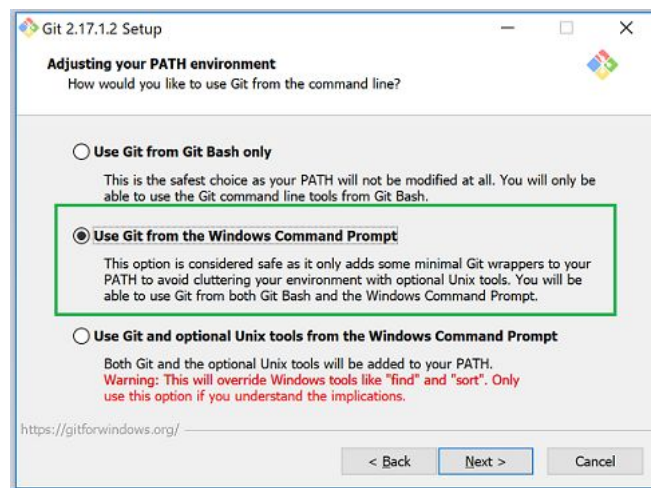 Git 2.17.1.2 Setup
Adjusting your PATH environment
How would you like to use Git from the command line?
Use Git from Git Bash only
This is the safest choice as your PATH will not be modified at all. You will only be
able to use the Git command line tools from Git Bash.
Use Git from the Windows Command Prompt
This option is considered safe as it only adds some minimal Git wrappers to your
PATH to avoid cluttering your environment with optional Unix tools. You will be
able to use Git from both Git Bash and the Windows Command Prompt.
Use Git and optional Unix tools from the Windows Command Prompt
Both Git and the optional Unix tools will be added to your PATH.
Warning: This will override Windows tools like "find" and "sort". Only
use this option if you understand the implications.
https://gitforwindows.org/
< Back Next > Cancel